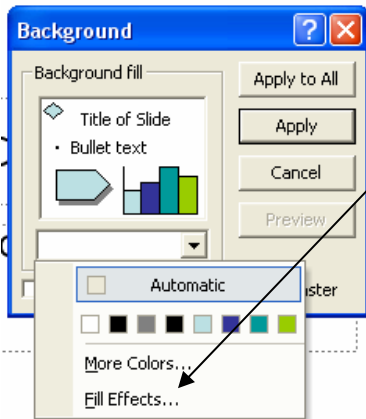 Background
Background fill
Title of Slide
• Bullet text
Apply to All
Apply
Cancel
Preview
Automatic
ster
More Colors...
Fill Effects...